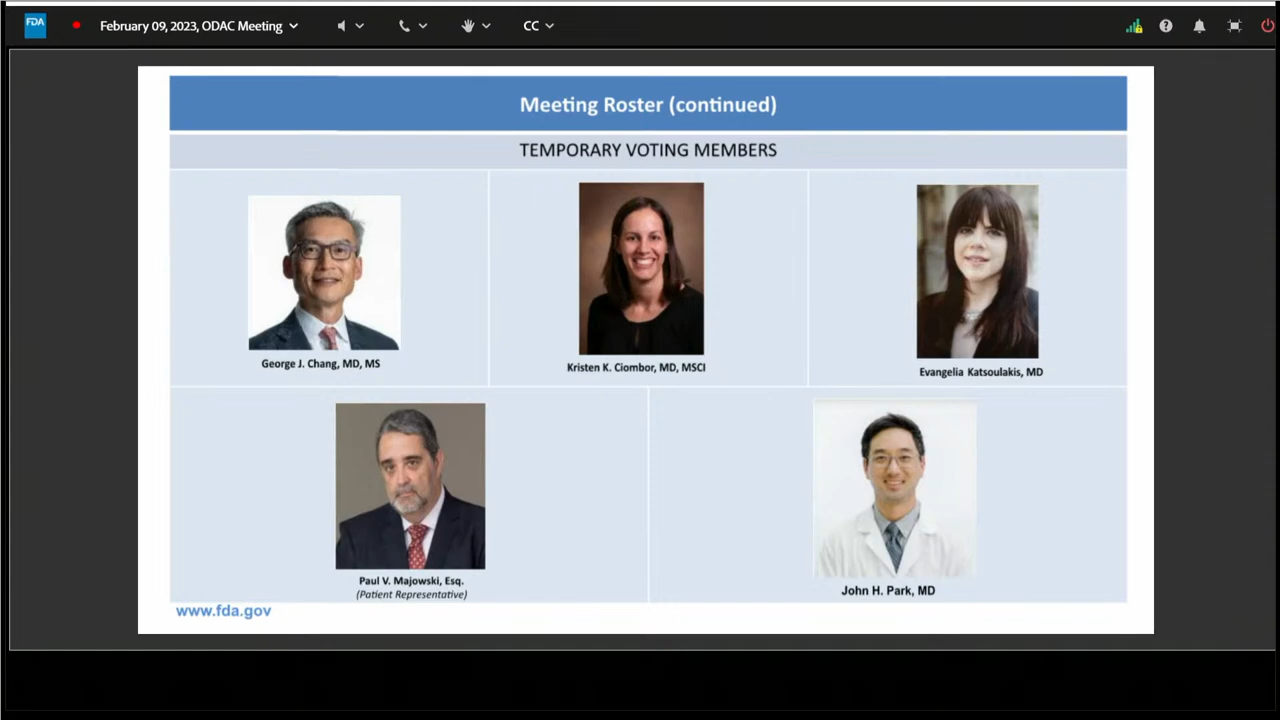 FDA
February 09, 2023, ODAC Meeting
CC
Meeting Roster (continued)
TEMPORARY VOTING MEMBERS
George J. Chang, MD, MS
Kristen K. Ciombor, MD, MSCI
Evangelia Katsoulakis, MD
Paul V. Majowski, Esq.
(Patient Representative)
John H. Park, MD
www.fda.gov